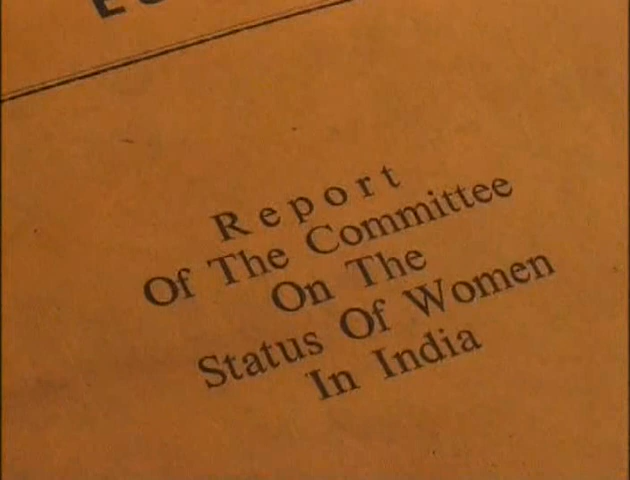 Report
Of The Committee
On The
Status Of Women
In India